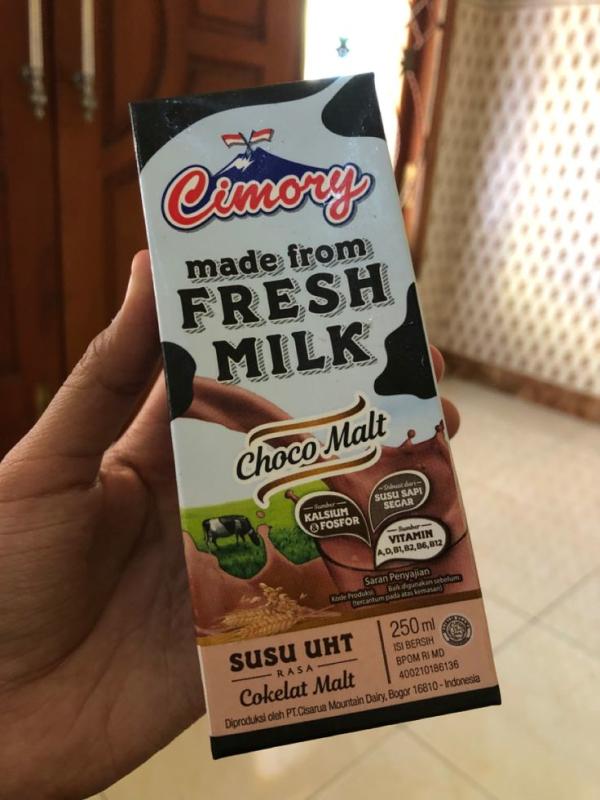 Cimory
made from
FRESH
MILK
Choco Malt
Sumber
KALSIUM
& FOSFOR
Dibuat dari
SUSU SAPI
SEGAR
Sumber
VITAMIN
A,D,B1,B2,B6,B12
Saran Penyajian
Kode Produksi
Baik digunakan sebelum
(tercantum pada atas kemasan)
SUSU UHT
RASA
Cokelat Malt
250 ml
ISI BERSIH
BPOM RI MD
400210186136
Diproduksi oleh PT.Cisarua Mountain Dairy, Bogor 16810 - Indonesia